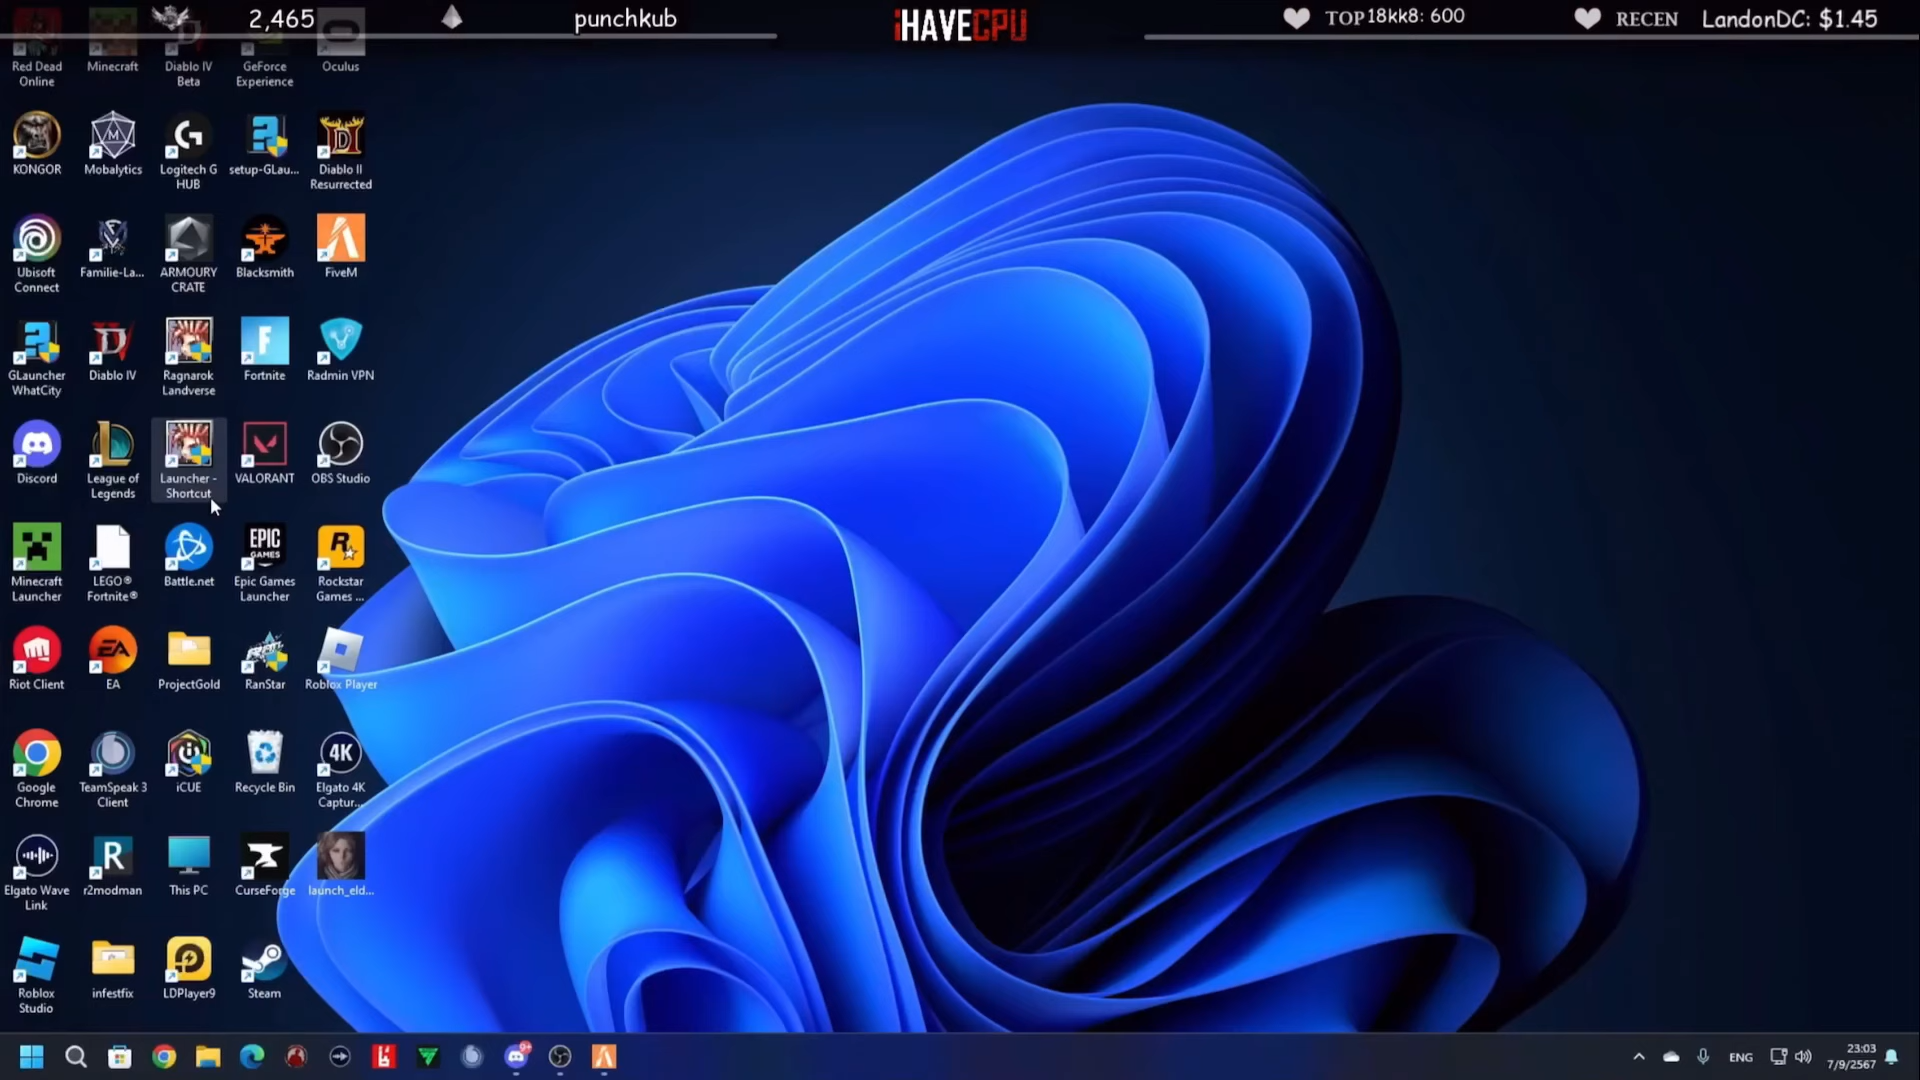 2,465
punchkub
iHAVECPU
TOP 18kk8: 600
RECEN
LandonDC: $1.45
Red Dead
Online
Minecraft
Diablo IV
Beta
GeForce
Experience
Oculus
KONGOR
Mobalytics
Logitech G
HUB
setup-GLau...
Diablo II
Resurrected
Ubisoft
Connect
Familie-La...
ARMOURY
CRATE
Blacksmith
FiveM
GLauncher
WhatCity
Diablo IV
Ragnarok
Landverse
Fortnite
Radmin VPN
Discord
League of
Legends
Launcher -
Shortcut
VALORANT
OBS Studio
Minecraft
Launcher
LEGO®
Fortnite®
Battle.net
EPIC
GAMES
Epic Games
Launcher
Rockstar
Games ...
Riot Client
EA
EA
ProjectGold
RanStar
Roblox Player
Google
Chrome
TeamSpeak 3
Client
iCUE
Recycle Bin
4K
Elgato 4K
Captur...
Elgato Wave
Link
r2modman
This PC
CurseForge
launch_eld...
Roblox
Studio
infestfix
LDPlayer9
Steam
9+
ENG
23:03
7/9/2567